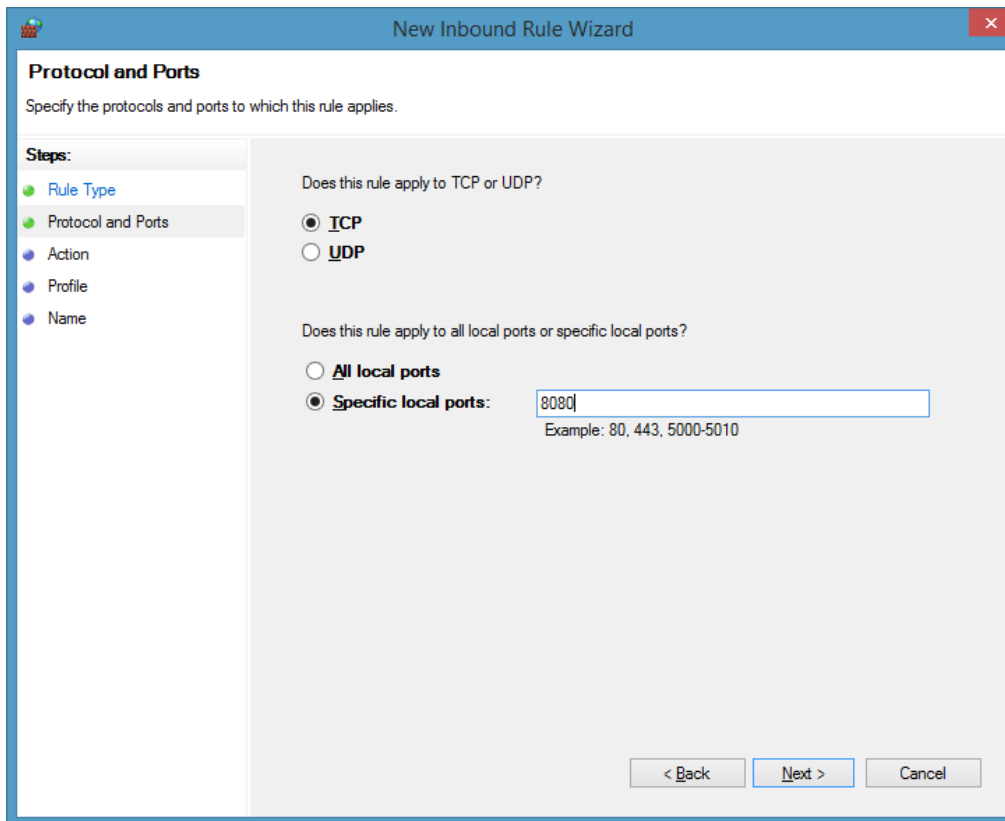 New Inbound Rule Wizard
Protocol and Ports
Specify the protocols and ports to which this rule applies.
Steps:
Rule Type
Protocol and Ports
Action
Profile
Name
Does this rule apply to TCP or UDP?
TCP
UDP
Does this rule apply to all local ports or specific local ports?
All local ports
Specific local ports: 8080
Example: 80, 443, 5000-5010
< Back Next > Cancel